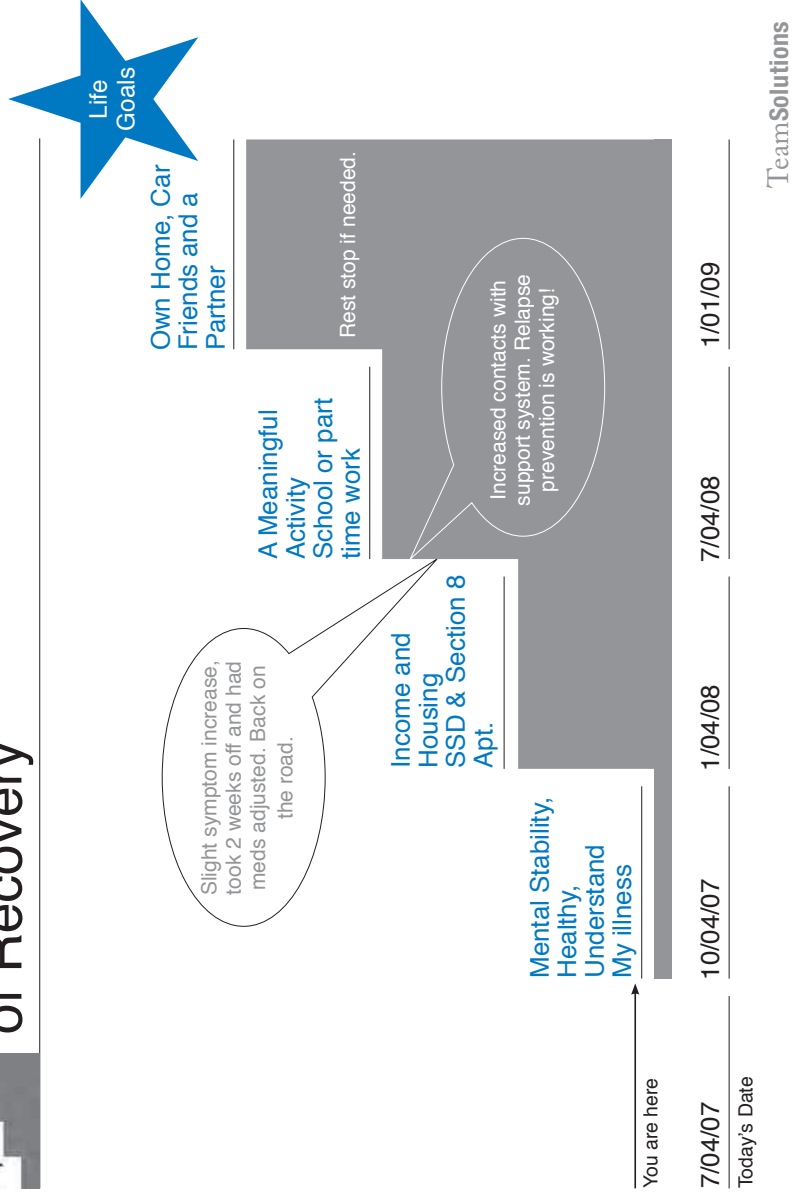 of Recovery
Life
Goals
Own Home, Car
Friends and a
Partner
Rest stop if needed.
A Meaningful
Activity
School or part
time work
Increased contacts with
support system. Relapse
prevention is working!
Slight symptom increase,
took 2 weeks off and had
meds adjusted. Back on
the road.
Income and
Housing
SSD & Section 8
Apt.
Mental Stability,
Healthy,
Understand
My illness
You are here
7/04/07
10/04/07
1/04/08
7/04/08
1/01/09
Today's Date
TeamSolutions